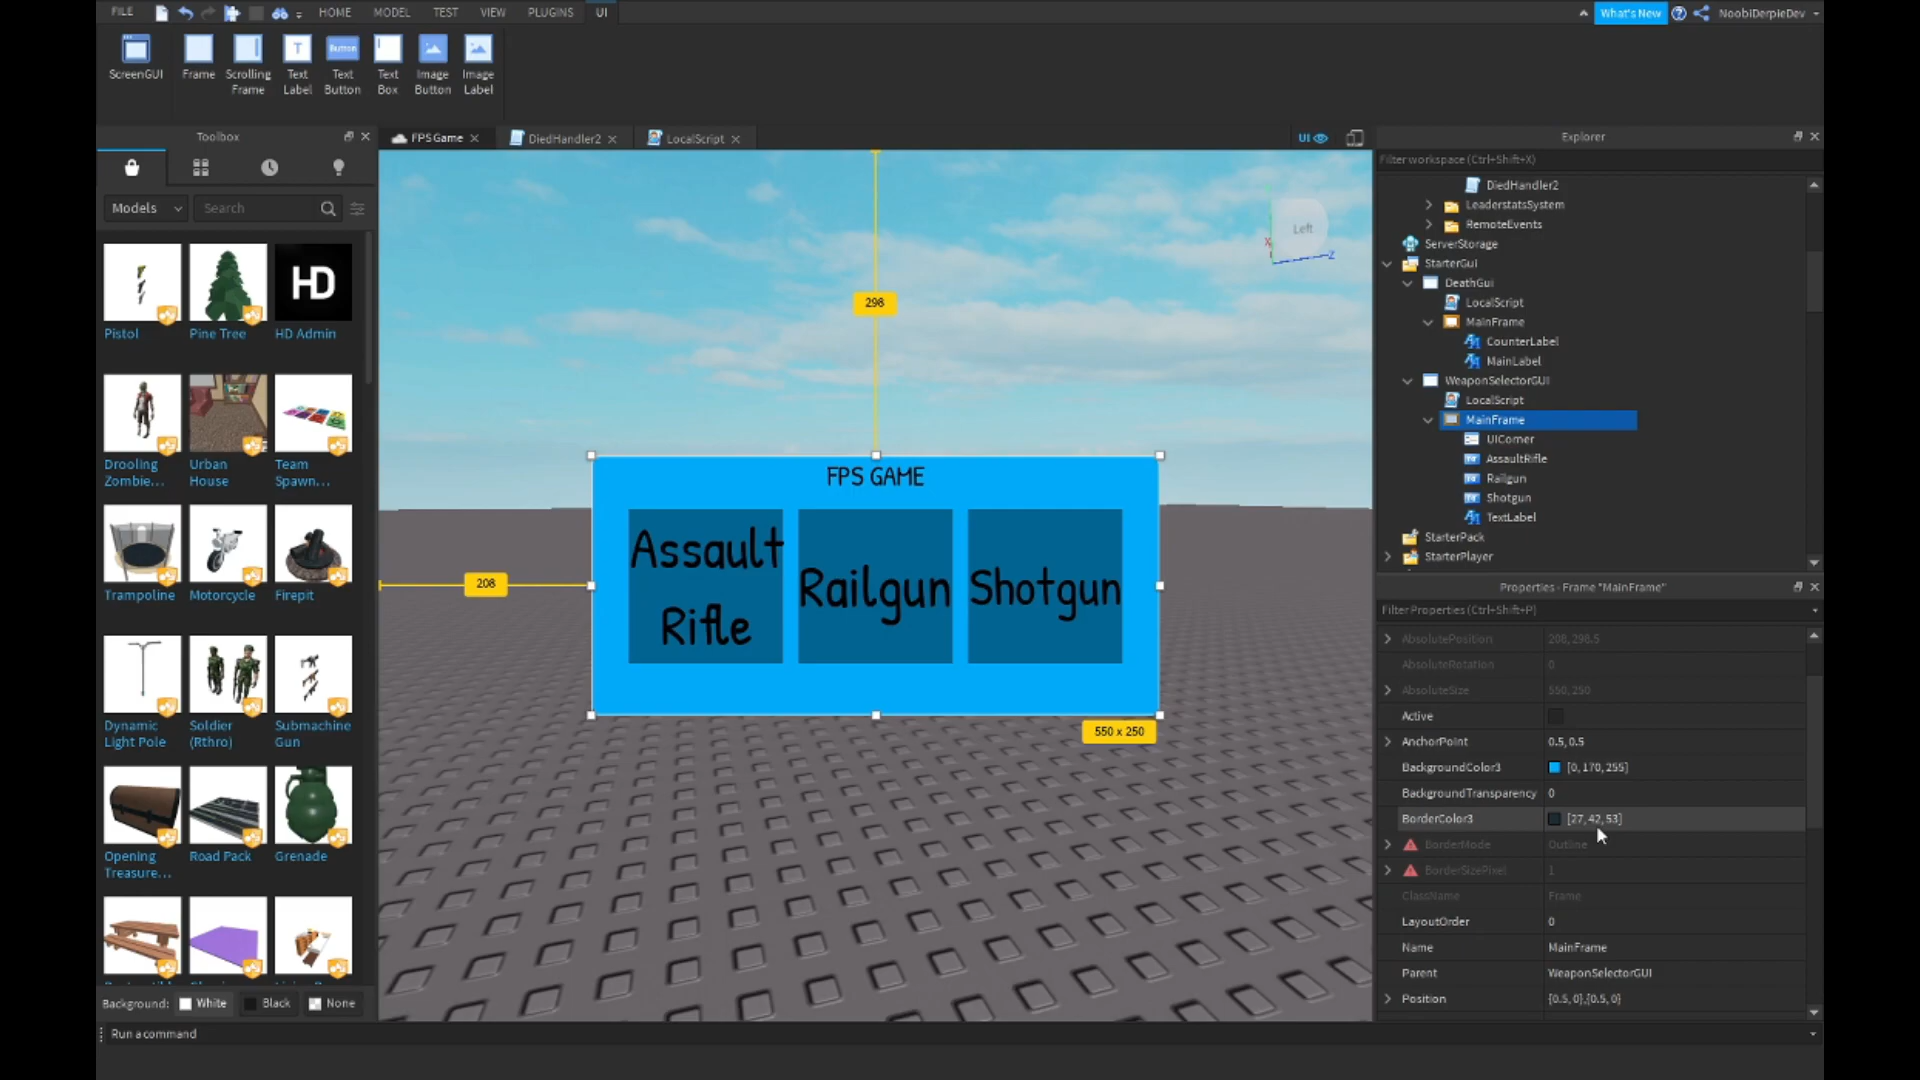 FILE
HOME
MODEL
TEST
VIEW
PLUGINS
UI
What's New
NoobiDerpieDev
ScreenGUI
Frame
Scrolling
Frame
Text
Label
Button
Text
Button
Text
Box
Image
Button
Image
Label
Toolbox
FPSGame
DiedHandler2
LocalScript
UI
Models
Search
Pistol
Pine Tree
HD
HD Admin
Drooling
Zombie...
Urban
House
Team
Spawn...
Trampoline
Motorcycle
Firepit
Dynamic
Light Pole
Soldier
(Rthro)
Submachine
Gun
Opening
Treasure...
Road Pack
Grenade
Background:
White
Black
None
Run a command
298
208
Left
X
Z
FPS GAME
Assault
Rifle
Railgun
Shotgun
550 x 250
Explorer
Filter workspace (Ctrl+Shift+X)
DiedHandler2
LeaderstatsSystem
RemoteEvents
ServerStorage
StarterGui
DeathGui
LocalScript
MainFrame
CounterLabel
MainLabel
WeaponSelectorGUI
LocalScript
MainFrame
UICorner
AssaultRifle
Railgun
Shotgun
TextLabel
StarterPack
StarterPlayer
Properties - Frame "MainFrame"
Filter Properties (Ctrl+Shift+P)
AbsolutePosition 208, 298.5
AbsoluteRotation 0
AbsoluteSize 550, 250
Active
AnchorPoint 0.5, 0.5
BackgroundColor3 [0, 170, 255]
BackgroundTransparency 0
BorderColor3 [27, 42, 53]
BorderMode Outline
BorderSizePixel 1
ClassName Frame
LayoutOrder 0
Name MainFrame
Parent WeaponSelectorGUI
Position {0.5, 0},{0.5, 0}